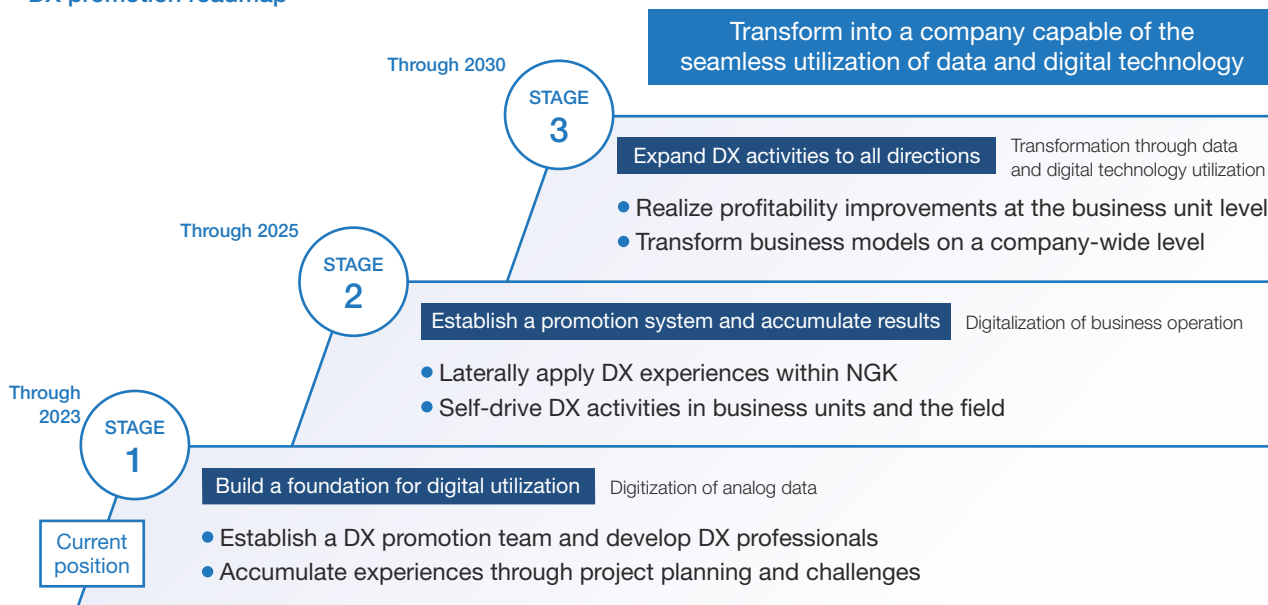 DX promotion roadmap
Transform into a company capable of the
seamless utilization of data and digital technology
Through 2030
STAGE
3
Expand DX activities to all directions
Transformation through data
and digital technology utilization
● Realize profitability improvements at the business unit level
● Transform business models on a company-wide level
Through 2025
STAGE
2
Establish a promotion system and accumulate results
Digitalization of business operation
● Laterally apply DX experiences within NGK
● Self-drive DX activities in business units and the field
Through
2023
STAGE
1
Build a foundation for digital utilization
Digitization of analog data
● Establish a DX promotion team and develop DX professionals
● Accumulate experiences through project planning and challenges
Current
position